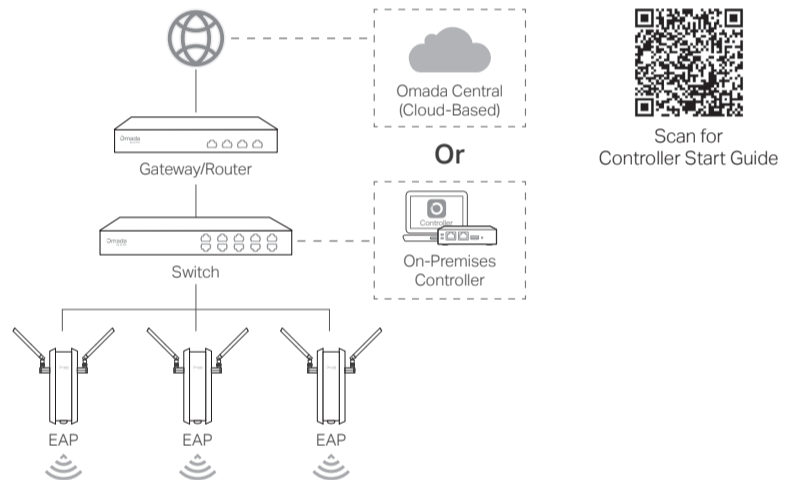 Omada Central
(Cloud-Based)
Scan for
Controller Start Guide
Omada
Gateway/Router
Or
Controller
Omada
Switch
On-Premises
Controller
EAP
EAP
EAP